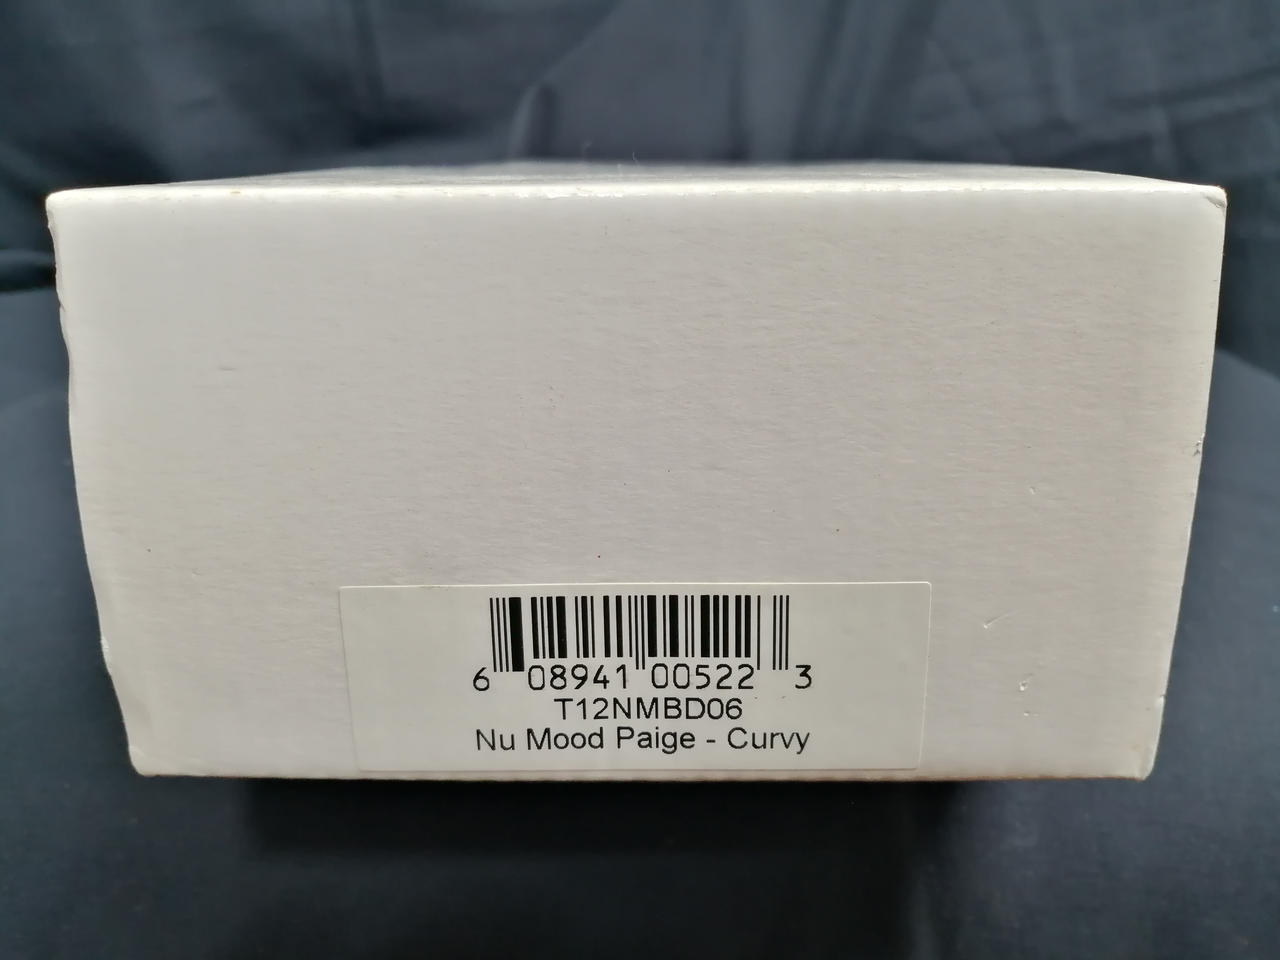 6 08941 00522 3
T12NMBD06
Nu Mood Paige - Curvy